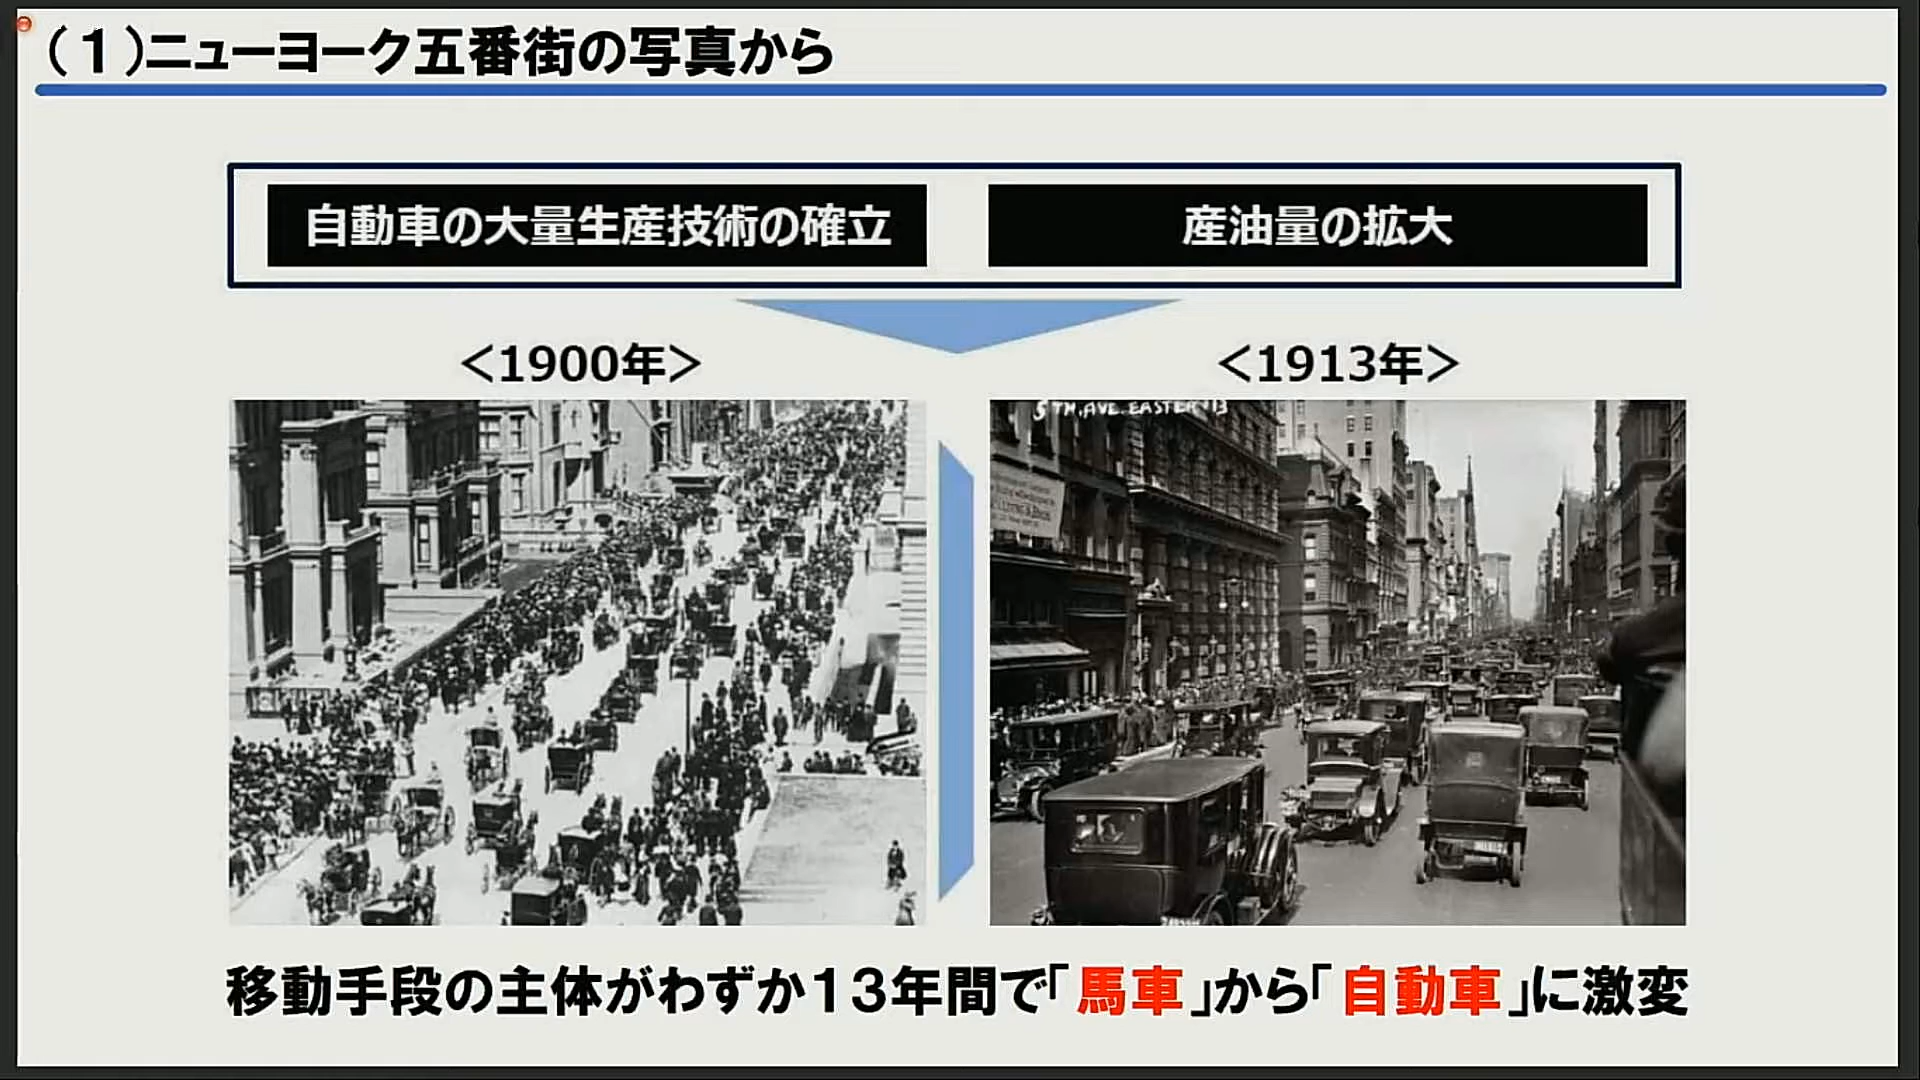 （１）ニューヨーク五番街の写真から
自動車の大量生産技術の確立
産油量の拡大
＜1900年＞
＜1913年＞
5TH. AVE. EASTER '13
移動手段の主体がわずか１３年間で「馬車」から「自動車」に激変